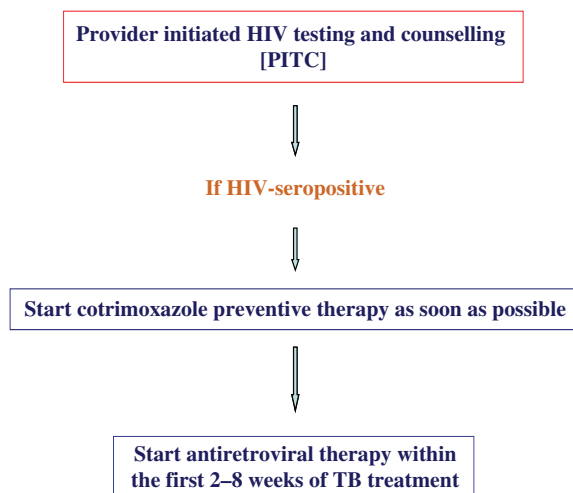 Provider initiated HIV testing and counselling
[PITC]
If HIV-seropositive
Start cotrimoxazole preventive therapy as soon as possible
Start antiretroviral therapy within
the first 2–8 weeks of TB treatment